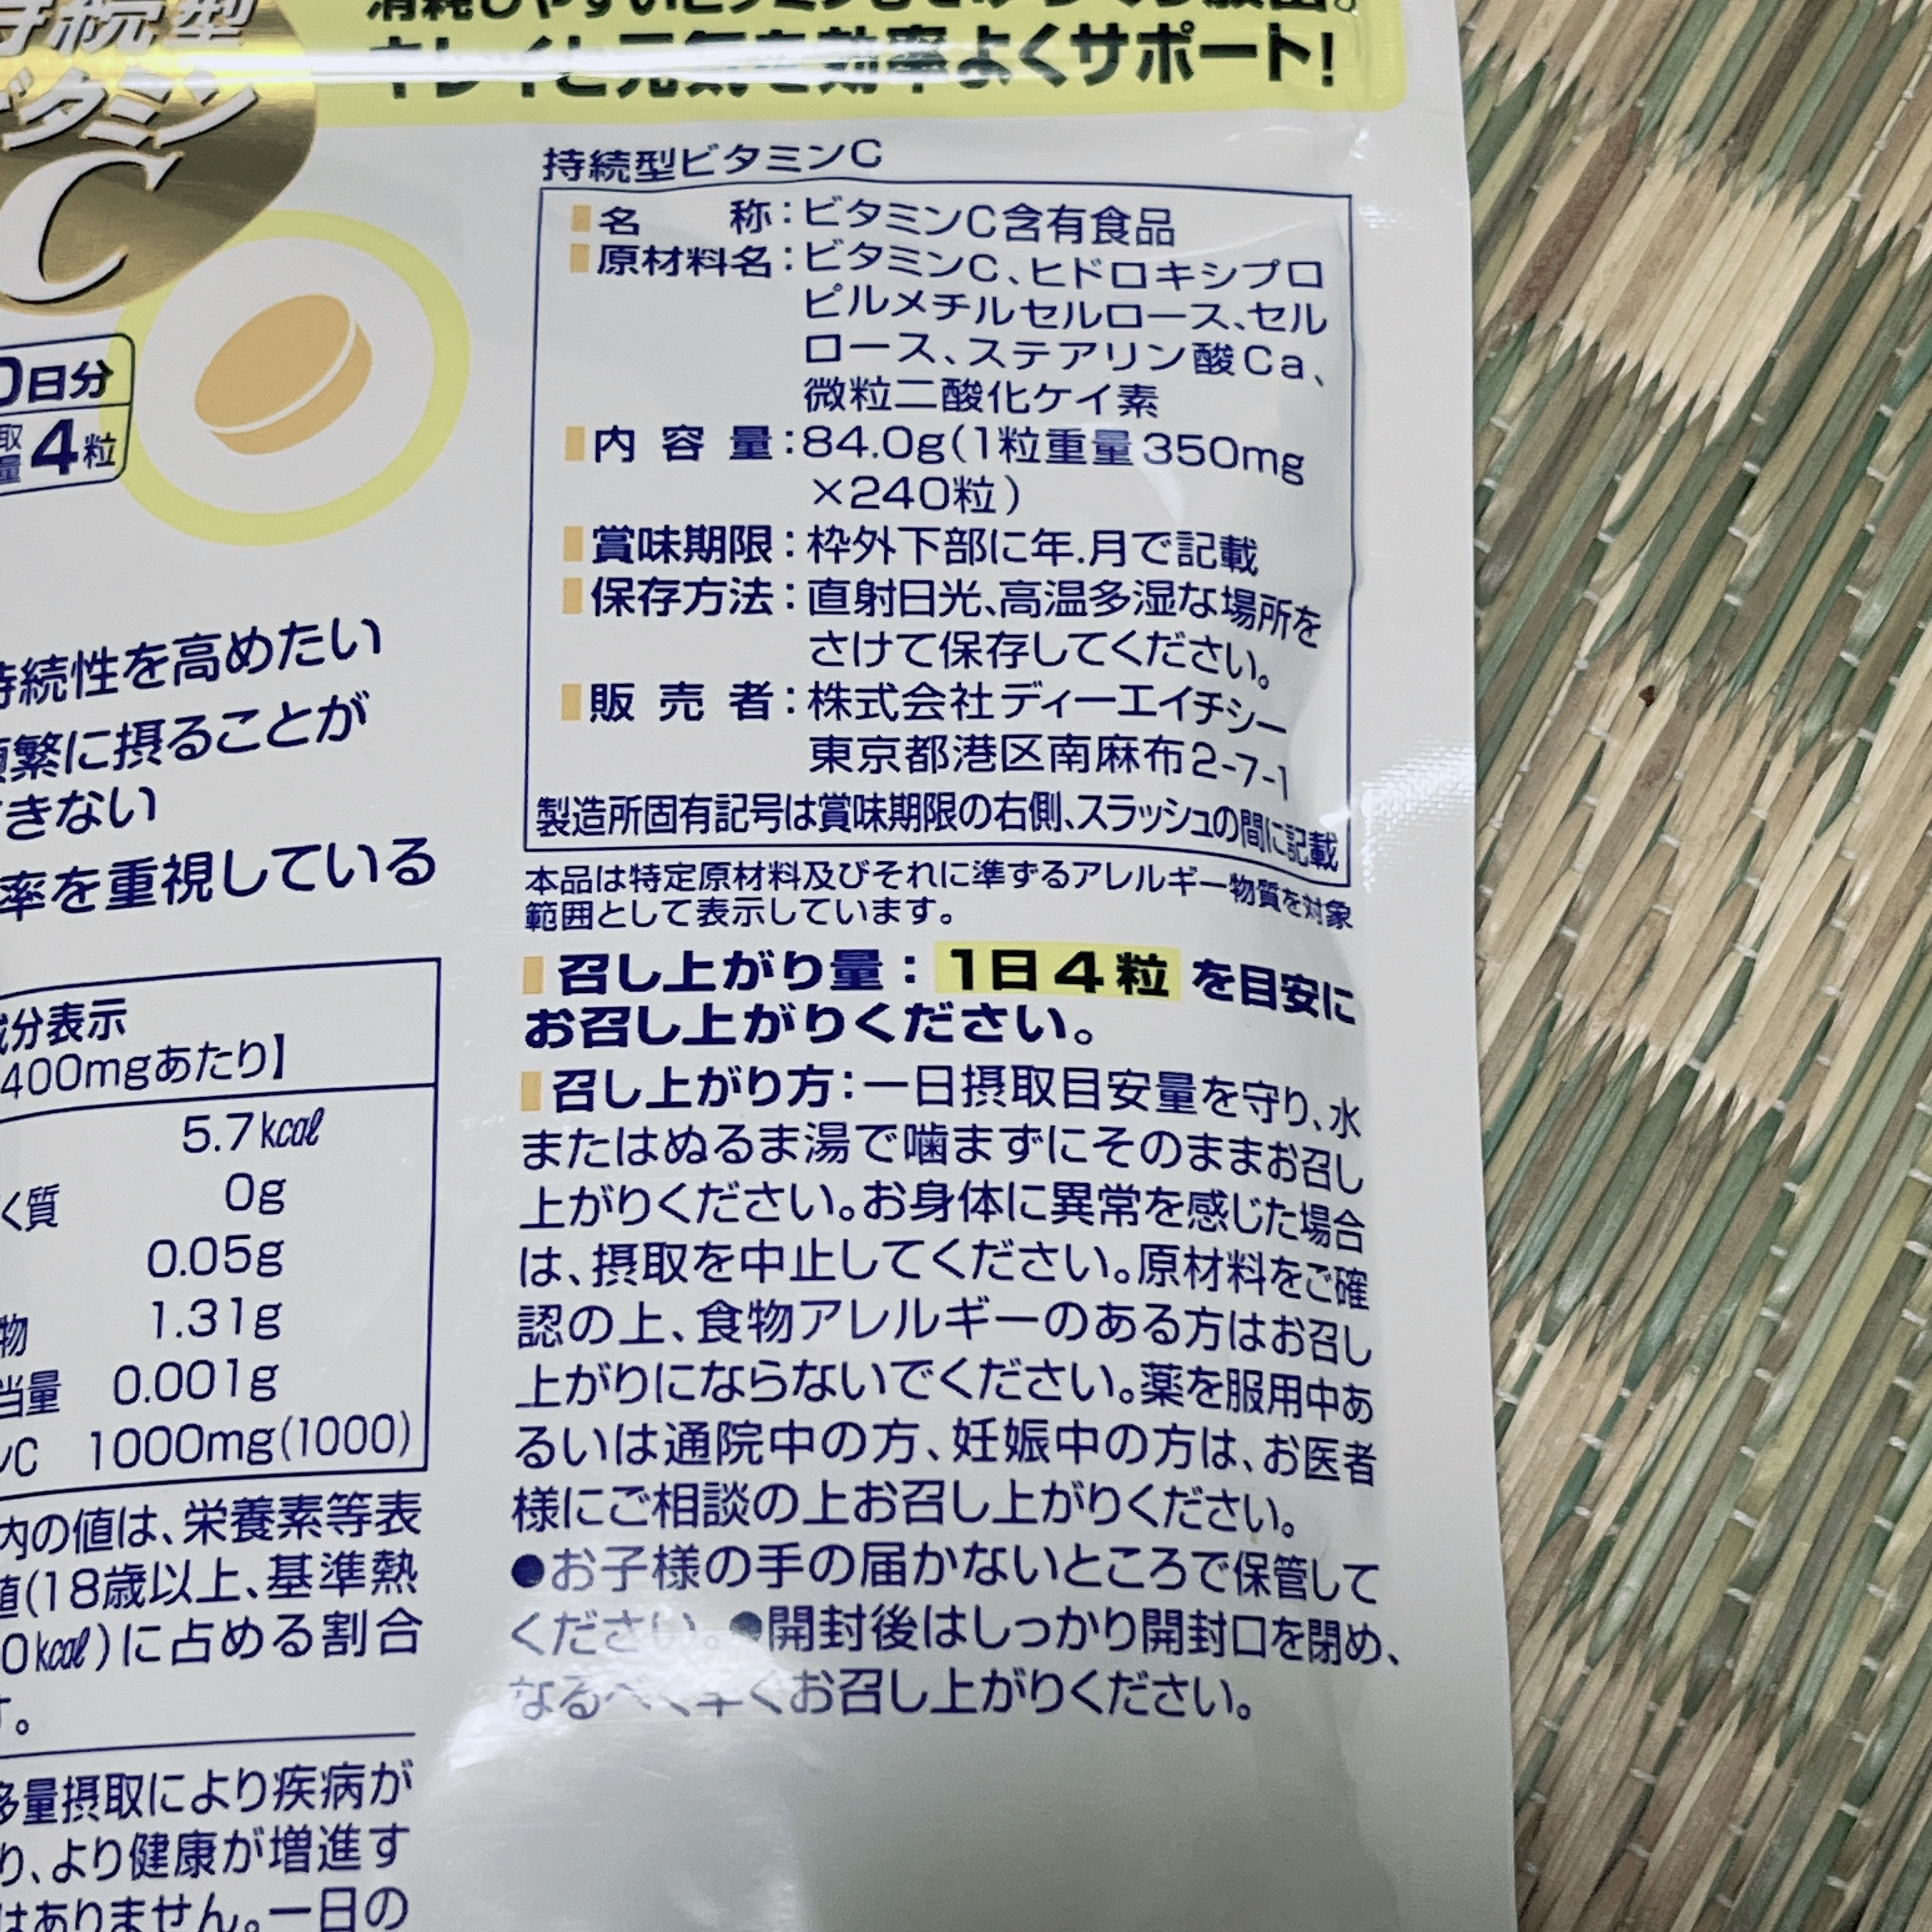 持続型
ビタミン
C
キレイと元気を効率よくサポート!
日分
4粒
持続性を高めたい
頻繁に摂ることが
できない
率を重視している
成分表示
400mgあたり】
5.7kcal
く質 0g
0.05g
物 1.31g
当量 0.001g
ンC 1000mg(1000)
内の値は、栄養素等表
値(18歳以上、基準熱
0kcal)に占める割合
す。
多量摂取により疾病が
り、より健康が増進す
はありません。一日の
持続型ビタミンC
名称:ビタミンC含有食品
原材料名:ビタミンC、ヒドロキシプロ
ピルメチルセルロース、セル
ロース、ステアリン酸Ca、
微粒二酸化ケイ素
内容量:84.0g(1粒重量350mg
×240粒)
賞味期限:枠外下部に年.月で記載
保存方法:直射日光、高温多湿な場所を
さけて保存してください。
販売者:株式会社ディーエイチシー
東京都港区南麻布2-7-1
製造所固有記号は賞味期限の右側、スラッシュの間に記載
本品は特定原材料及びそれに準ずるアレルギー物質を対象
範囲として表示しています。
召し上がり量:1日4粒を目安に
お召し上がりください。
召し上がり方:一日摂取目安量を守り、水
またはぬるま湯で噛まずにそのままお召し
上がりください。お身体に異常を感じた場合
は、摂取を中止してください。原材料をご確
認の上、食物アレルギーのある方はお召し
上がりにならないでください。薬を服用中あ
るいは通院中の方、妊娠中の方は、お医者
様にご相談の上お召し上がりください。
●お子様の手の届かないところで保管して
ください。●開封後はしっかり開封口を閉め、
なるべく早くお召し上がりください。